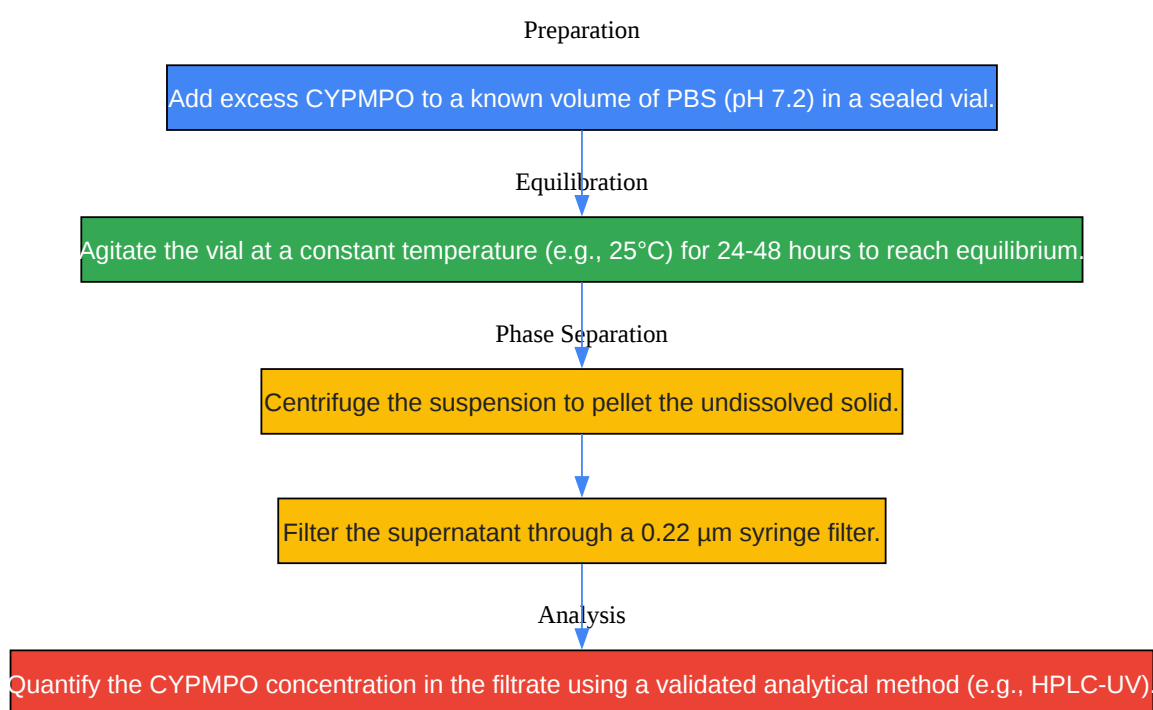 Preparation
Add excess CYPMPO to a known volume of PBS (pH 7.2) in a sealed vial.
Equilibration
Agitate the vial at a constant temperature (e.g., 25°C) for 24-48 hours to reach equilibrium.
Phase Separation
Centrifuge the suspension to pellet the undissolved solid.
Filter the supernatant through a 0.22 µm syringe filter.
Analysis
Quantify the CYPMPO concentration in the filtrate using a validated analytical method (e.g., HPLC-UV).